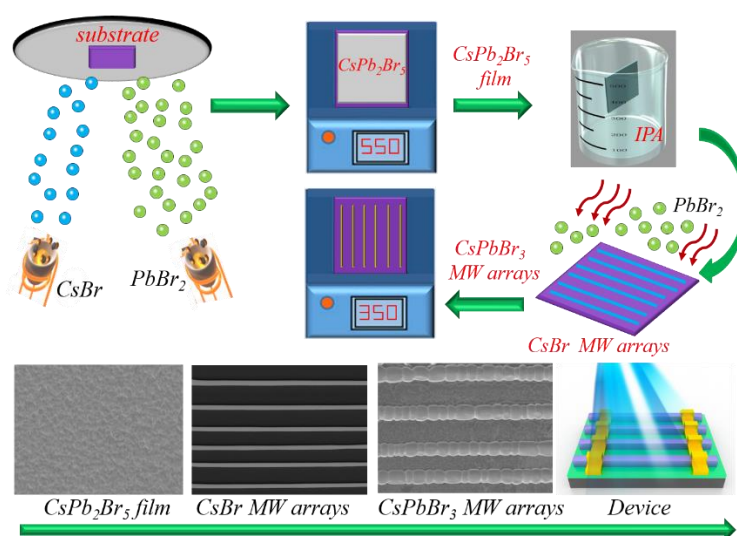 substrate
CsBr
PbBr₂
CsPb₂Br₅
550
CsPb₂Br₅
film
IPA
PbBr₂
CsBr MW arrays
CsPbBr₃
MW arrays
350
CsPb₂Br₅ film
CsBr MW arrays
CsPbBr₃ MW arrays
Device